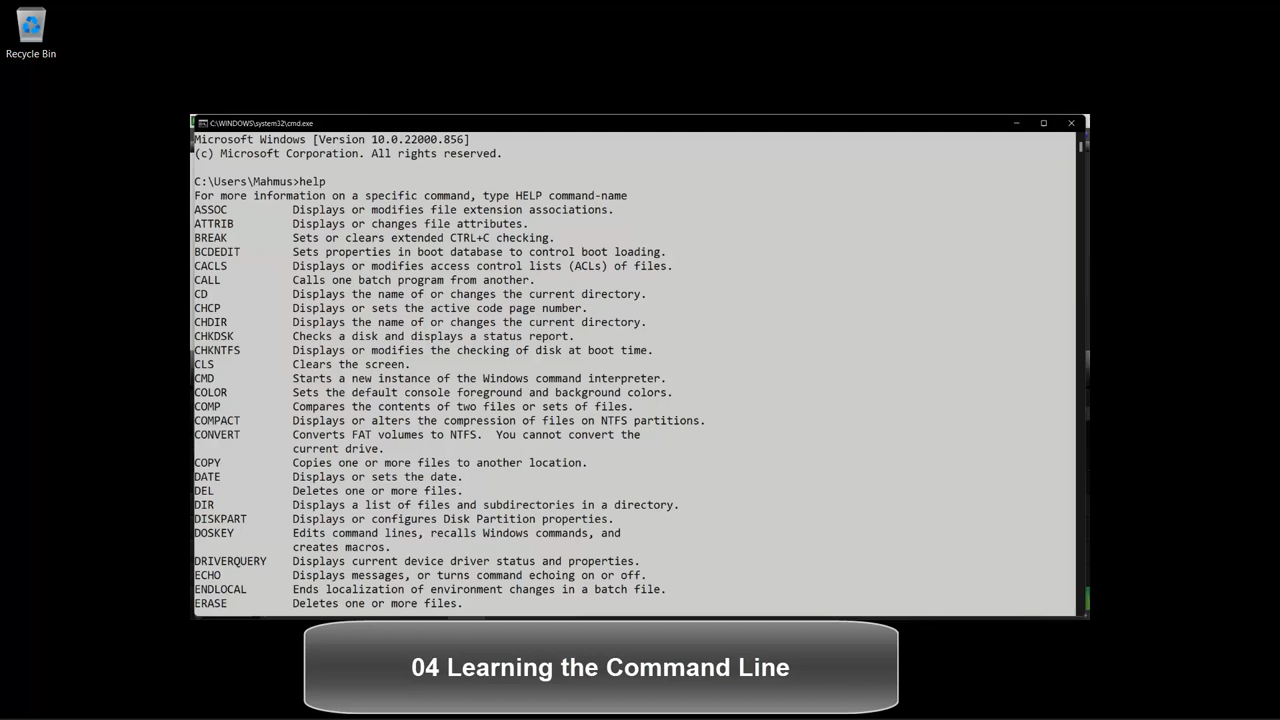 Recycle Bin
C:\WINDOWS\system32\cmd.exe
Microsoft Windows [Version 10.0.22000.856]
(c) Microsoft Corporation. All rights reserved.
C:\Users\Mahmus>help
For more information on a specific command, type HELP command-name
ASSOC          Displays or modifies file extension associations.
ATTRIB         Displays or changes file attributes.
BREAK          Sets or clears extended CTRL+C checking.
BCDEDIT        Sets properties in boot database to control boot loading.
CACLS          Displays or modifies access control lists (ACLs) of files.
CALL           Calls one batch program from another.
CD             Displays the name of or changes the current directory.
CHCP           Displays or sets the active code page number.
CHDIR          Displays the name of or changes the current directory.
CHKDSK         Checks a disk and displays a status report.
CHKNTFS        Displays or modifies the checking of disk at boot time.
CLS            Clears the screen.
CMD            Starts a new instance of the Windows command interpreter.
COLOR          Sets the default console foreground and background colors.
COMP           Compares the contents of two files or sets of files.
COMPACT        Displays or alters the compression of files on NTFS partitions.
CONVERT        Converts FAT volumes to NTFS.  You cannot convert the
               current drive.
COPY           Copies one or more files to another location.
DATE           Displays or sets the date.
DEL            Deletes one or more files.
DIR            Displays a list of files and subdirectories in a directory.
DISKPART       Displays or configures Disk Partition properties.
DOSKEY         Edits command lines, recalls Windows commands, and
               creates macros.
DRIVERQUERY    Displays current device driver status and properties.
ECHO           Displays messages, or turns command echoing on or off.
ENDLOCAL       Ends localization of environment changes in a batch file.
ERASE          Deletes one or more files.
04 Learning the Command Line